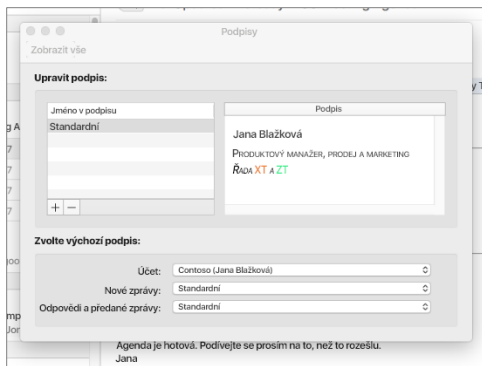 Podpisy
Zobrazit vše
Upravit podpis:
Jméno v podpisu
Standardní
Podpis
Jana Blažková
Produktový manažer, prodej a marketing
Řada XT a ZT
+ −
Zvolte výchozí podpis:
Účet: Contoso (Jana Blažková)
Nové zprávy: Standardní
Odpovědi a předané zprávy: Standardní
Agenda je hotová. Podívejte se prosím na to, než to rozešlu.
Jana